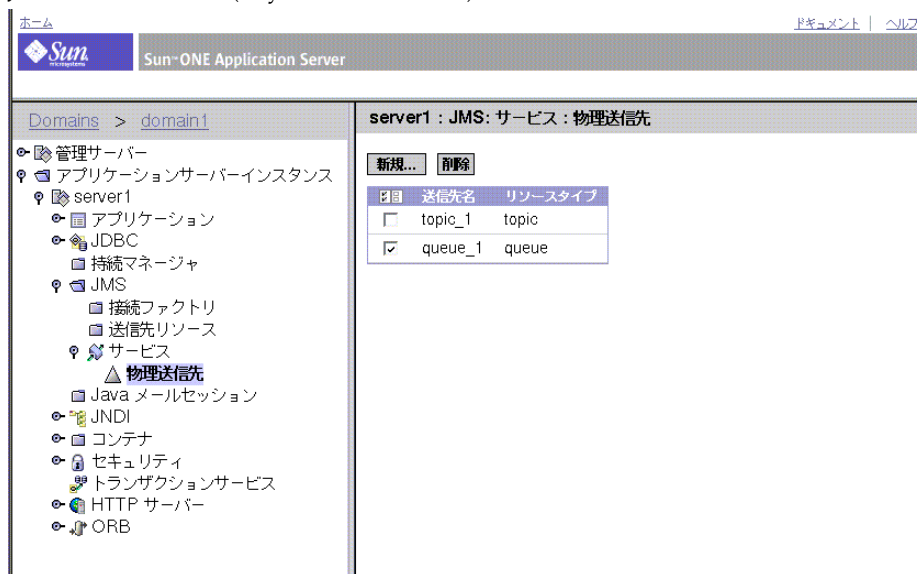 ホーム
ドキュメント | ヘルプ
Sun microsystems
Sun ONE Application Server
Domains > domain1
server1 : JMS: サービス : 物理送信先
管理サーバー
アプリケーションサーバーインスタンス
server1
アプリケーション
JDBC
持続マネージャ
JMS
接続ファクトリ
送信先リソース
サービス
物理送信先
Java メールセッション
JNDI
コンテナ
セキュリティ
トランザクションサービス
HTTP サーバー
ORB
新規... 削除
送信先名 リソースタイプ
topic_1 topic
queue_1 queue